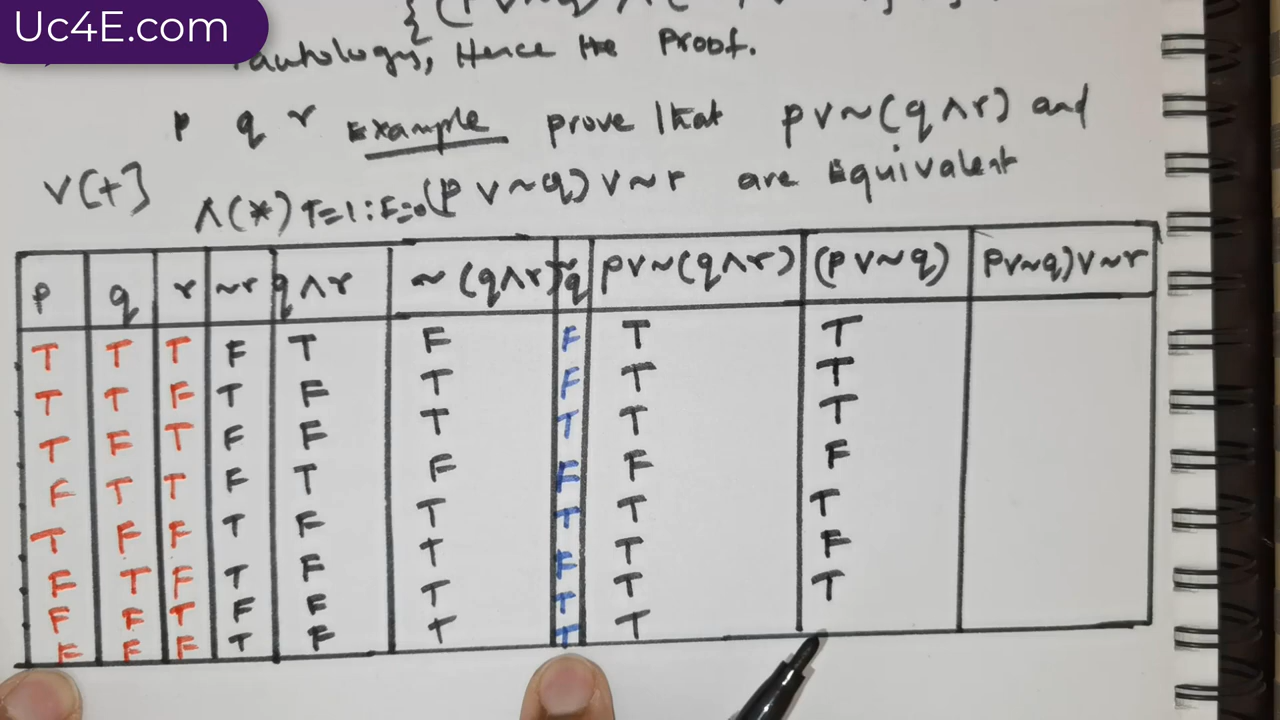 Uc4E.com
Tautology, Hence the Proof.
p q r Example prove that p∨~(q∧r) and
∨(+) ∧(*) T=1:F=0 (p∨~q)∨~r are Equivalent
p q r ~r q∧r ~(q∧r) ~q p∨~(q∧r) (p∨~q) p∨~q)∨~r
T T T F T F F T T
T T F T F T F T T
T F T F F T T T T
F T T F T F F F F
T F F T F T T T T
F T F T F T F T F
F F T F F T T T T
F F F T F T T T